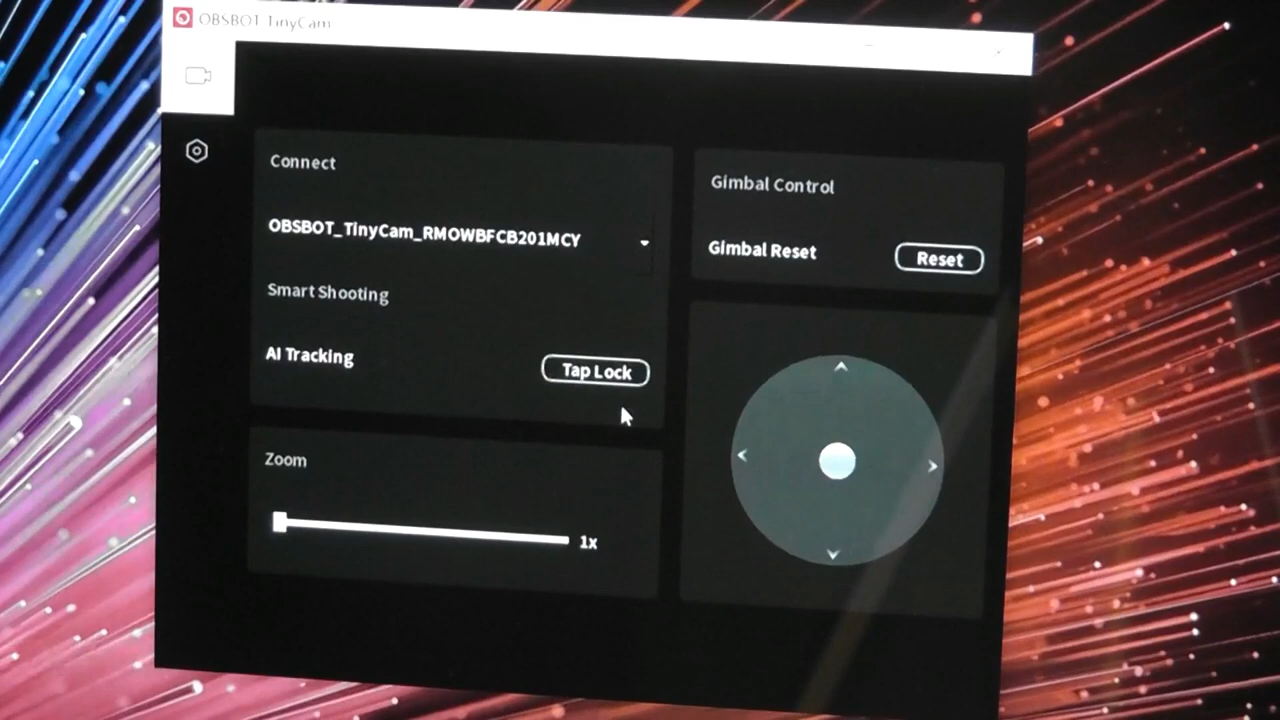 OBSBOT TinyCam
Connect
OBSBOT_TinyCam_RMOWBFCB201MCY
Smart Shooting
AI Tracking
Tap Lock
Zoom
1x
Gimbal Control
Gimbal Reset
Reset